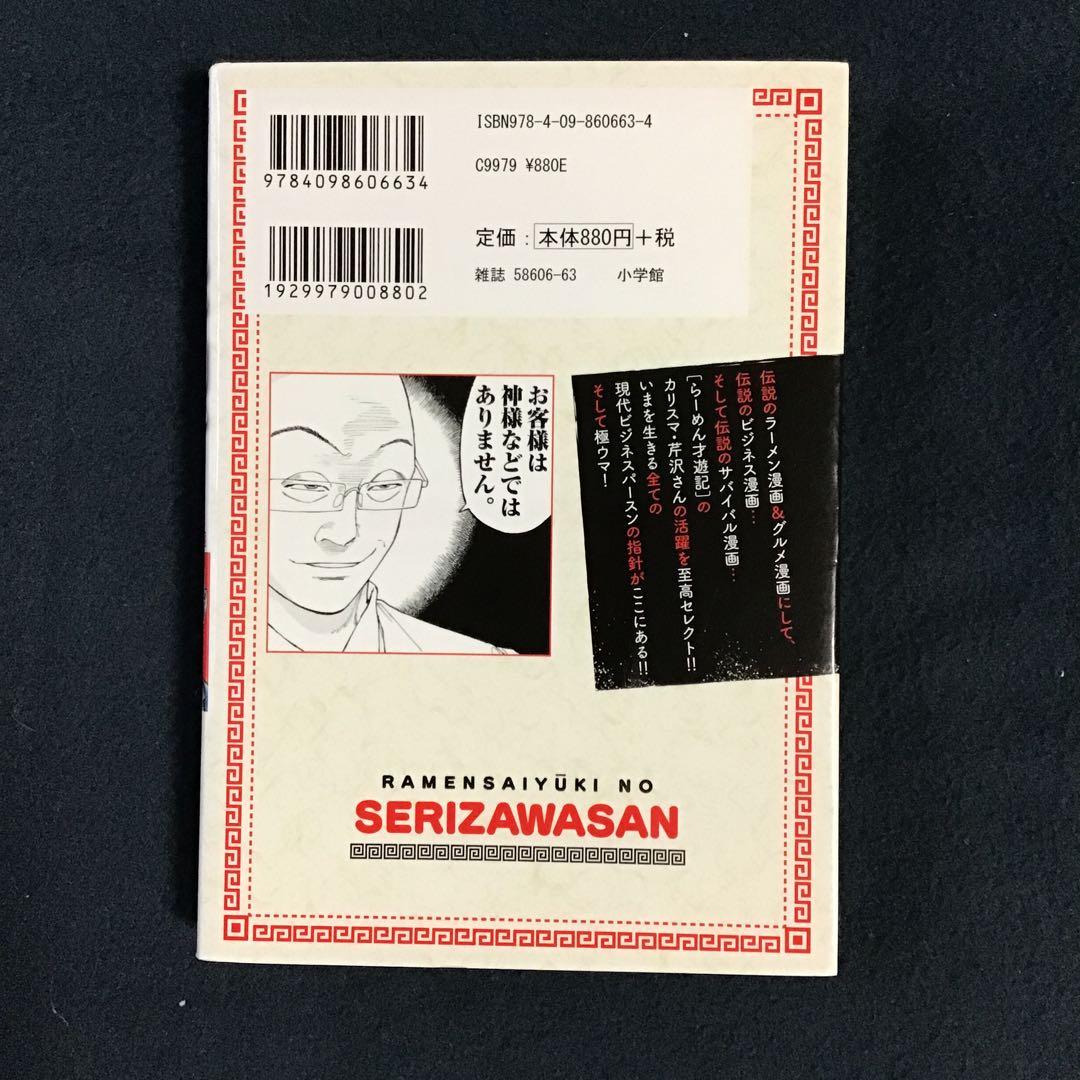 ISBN978-4-09-860663-4
9784098606634
C9979 ¥880E
定価：本体880円+税
1929979008802
雑誌 58606-63 小学館
お客様は
神様などでは
ありません。
伝説のラーメン漫画&グルメ漫画にして、
伝説のビジネス漫画…
そして伝説のサバイバル漫画…
［らーめん才遊記］の
カリスマ・芹沢さんの活躍を至高セレクト!!
いまを生きる全ての
現代ビジネスパースンの指針がここにある!!
そして極ウマ！
RAMENSAIYŪKI NO
SERIZAWASAN